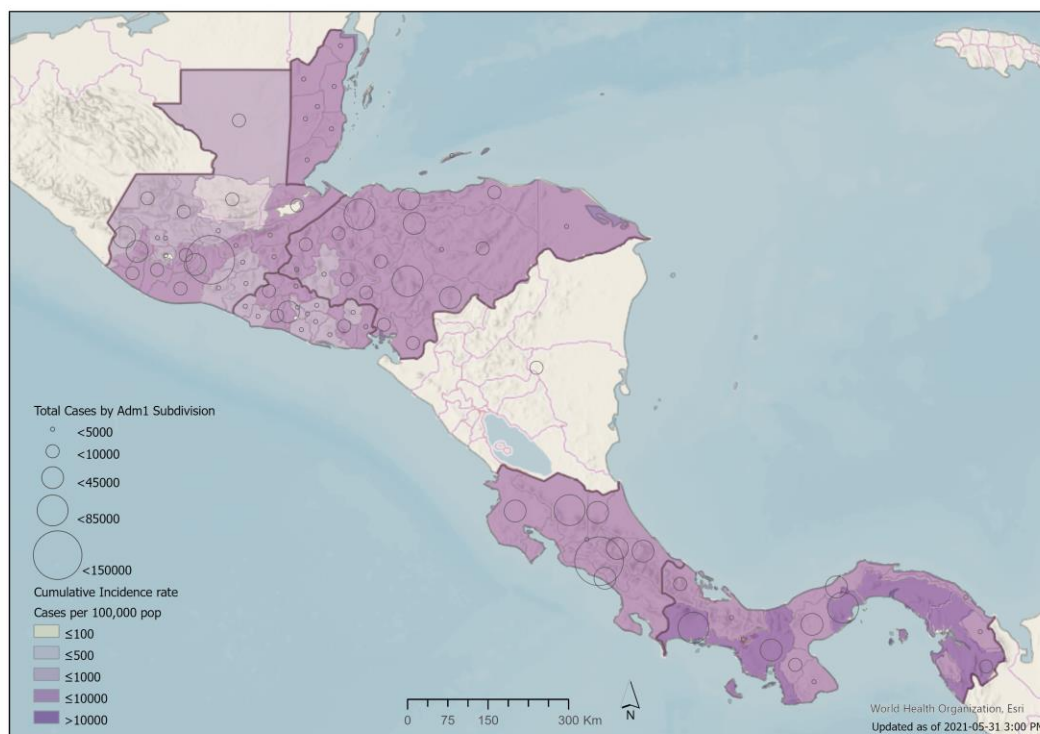 Total Cases by Adm1 Subdivision
<5000
<10000
<45000
<85000
<150000
Cumulative Incidence rate
Cases per 100,000 pop
≤100
≤500
≤1000
≤10000
>10000
0 75 150 300 Km
N
World Health Organization, Esri
Updated as of 2021-05-31 3:00 PM